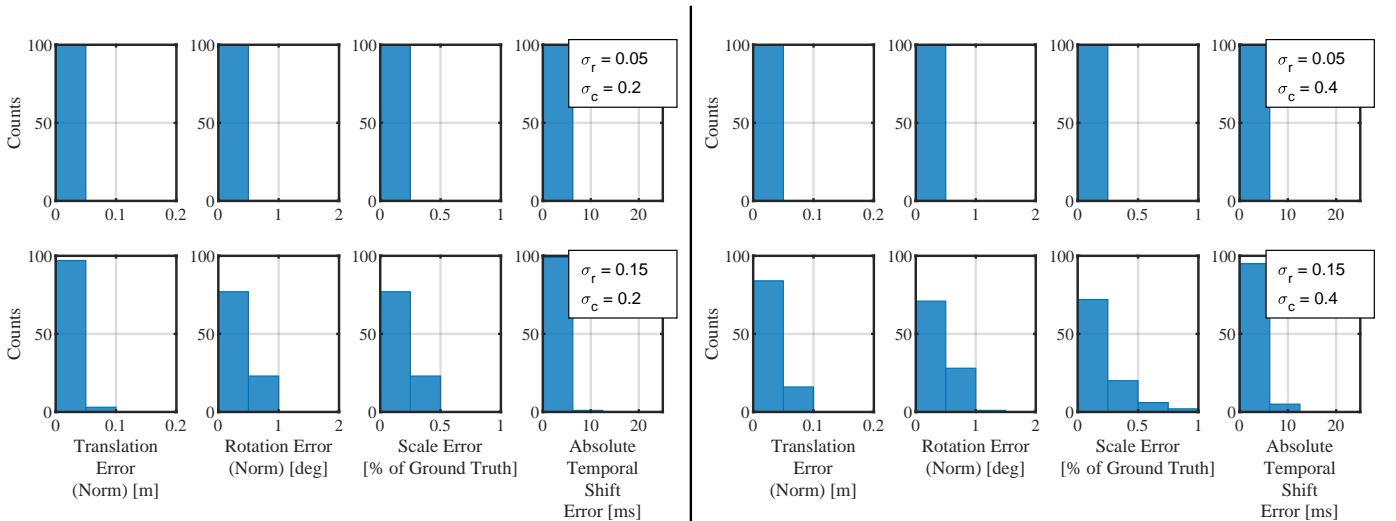 100
50
0
Counts
0 0.1 0.2
100
50
0
0 1 2
100
50
0
0 0.5 1
100
50
0
0 10 20
σr = 0.05
σc = 0.2
100
50
0
Counts
0 0.1 0.2
100
50
0
0 1 2
100
50
0
0 0.5 1
100
50
0
0 10 20
σr = 0.05
σc = 0.4
100
50
0
Counts
0 0.1 0.2
Translation
Error
(Norm) [m]
100
50
0
0 1 2
Rotation Error
(Norm) [deg]
100
50
0
0 0.5 1
Scale Error
[% of Ground Truth]
100
50
0
0 10 20
Absolute
Temporal
Shift
Error [ms]
σr = 0.15
σc = 0.2
100
50
0
Counts
0 0.1 0.2
Translation
Error
(Norm) [m]
100
50
0
0 1 2
Rotation Error
(Norm) [deg]
100
50
0
0 0.5 1
Scale Error
[% of Ground Truth]
100
50
0
0 10 20
Absolute
Temporal
Shift
Error [ms]
σr = 0.15
σc = 0.4